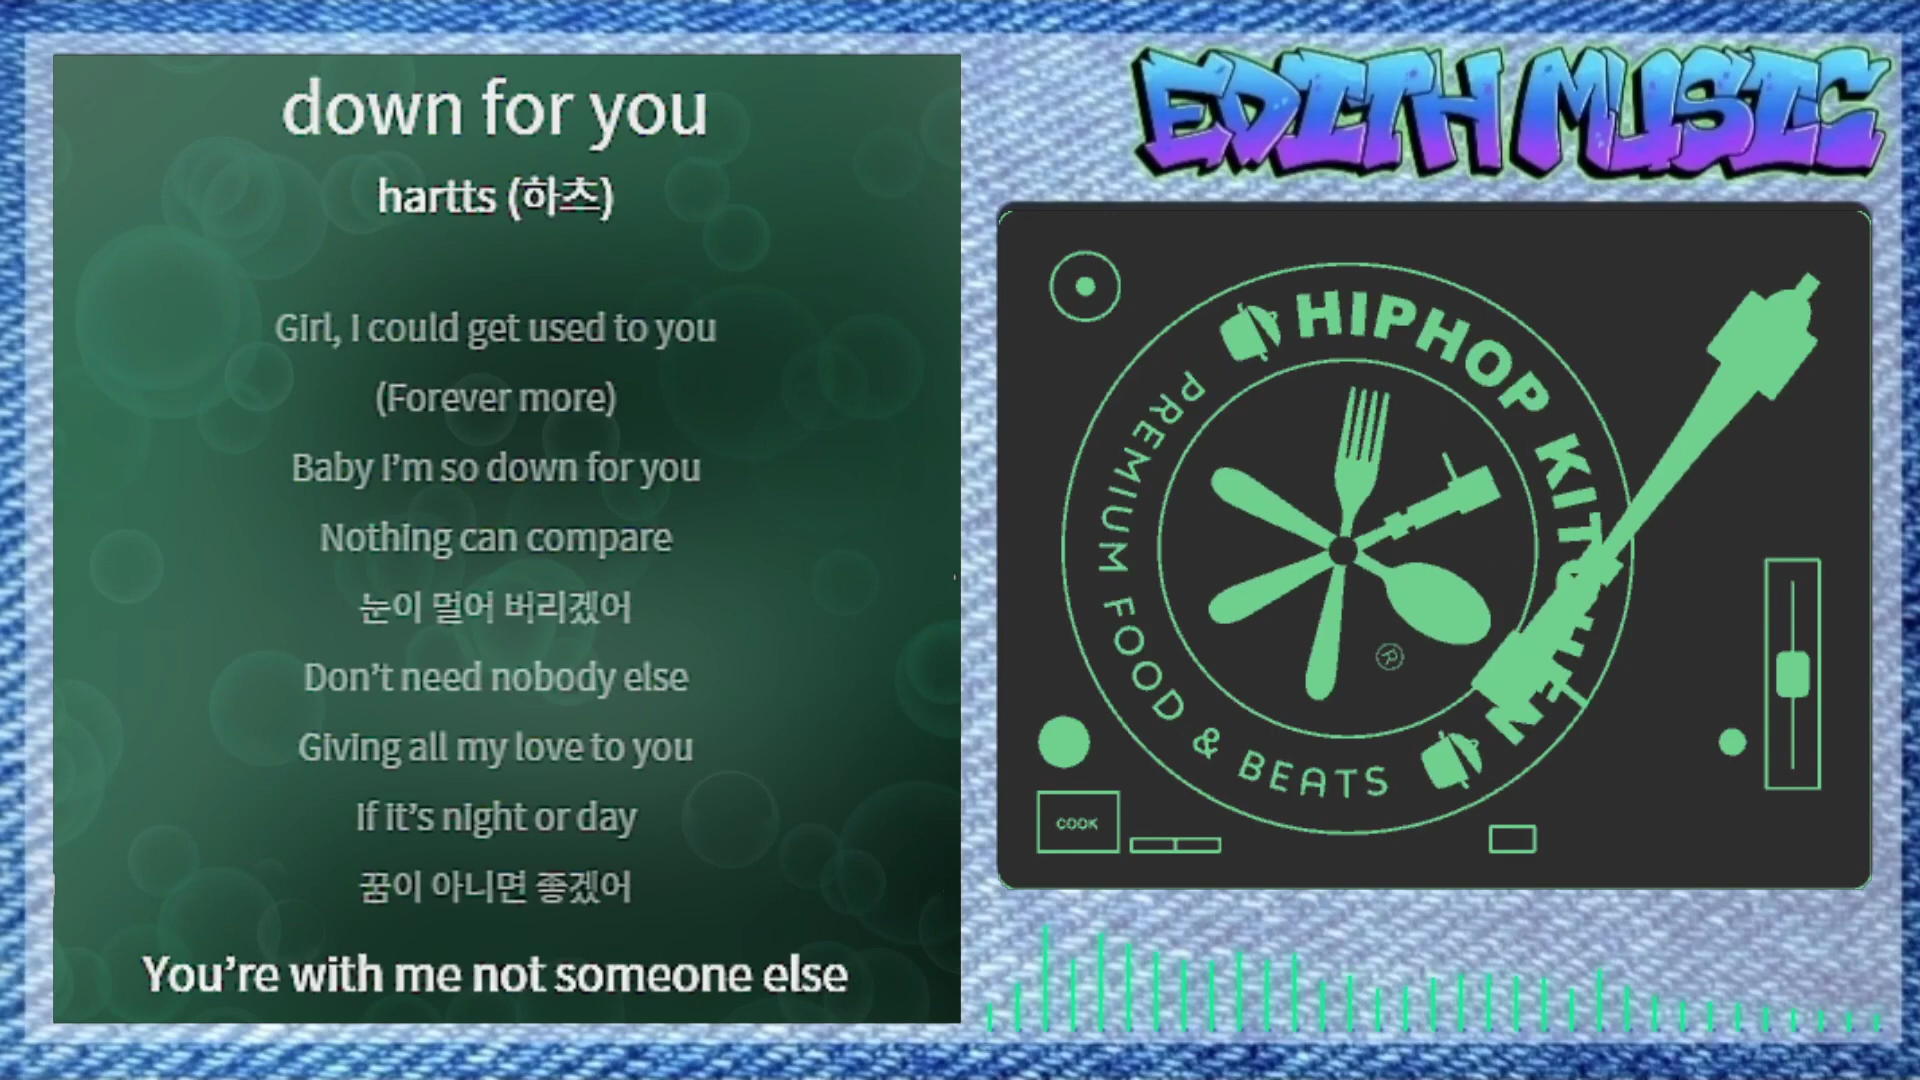 down for you
hartts (하츠)
Girl, I could get used to you
(Forever more)
Baby I'm so down for you
Nothing can compare
눈이 멀어 버리겠어
Don't need nobody else
Giving all my love to you
If it's night or day
꿈이 아니면 좋겠어
You're with me not someone else
EDITH MUSIC
HIPHOP KITCHEN
PREMIUM FOOD & BEATS
®
COOK